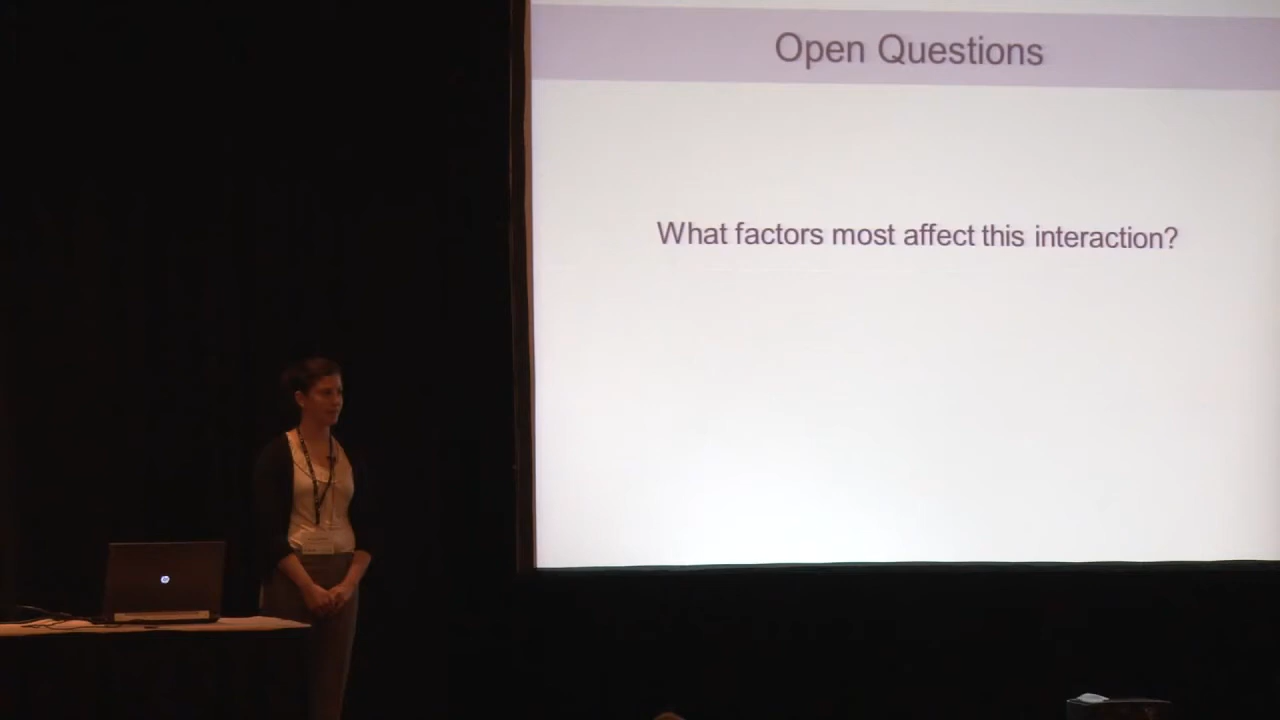 Open Questions
What factors most affect this interaction?